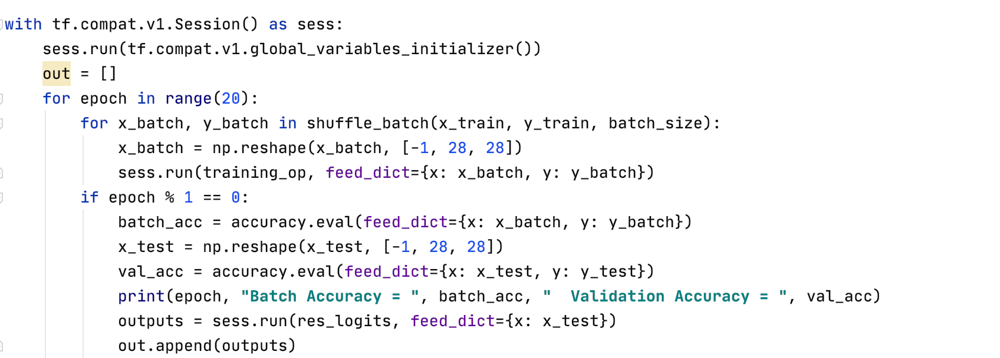 with tf.compat.v1.Session() as sess:
    sess.run(tf.compat.v1.global_variables_initializer())
    out = []
    for epoch in range(20):
        for x_batch, y_batch in shuffle_batch(x_train, y_train, batch_size):
            x_batch = np.reshape(x_batch, [-1, 28, 28])
            sess.run(training_op, feed_dict={x: x_batch, y: y_batch})
        if epoch % 1 == 0:
            batch_acc = accuracy.eval(feed_dict={x: x_batch, y: y_batch})
            x_test = np.reshape(x_test, [-1, 28, 28])
            val_acc = accuracy.eval(feed_dict={x: x_test, y: y_test})
            print(epoch, "Batch Accuracy = ", batch_acc, "  Validation Accuracy = ", val_acc)
            outputs = sess.run(res_logits, feed_dict={x: x_test})
            out.append(outputs)